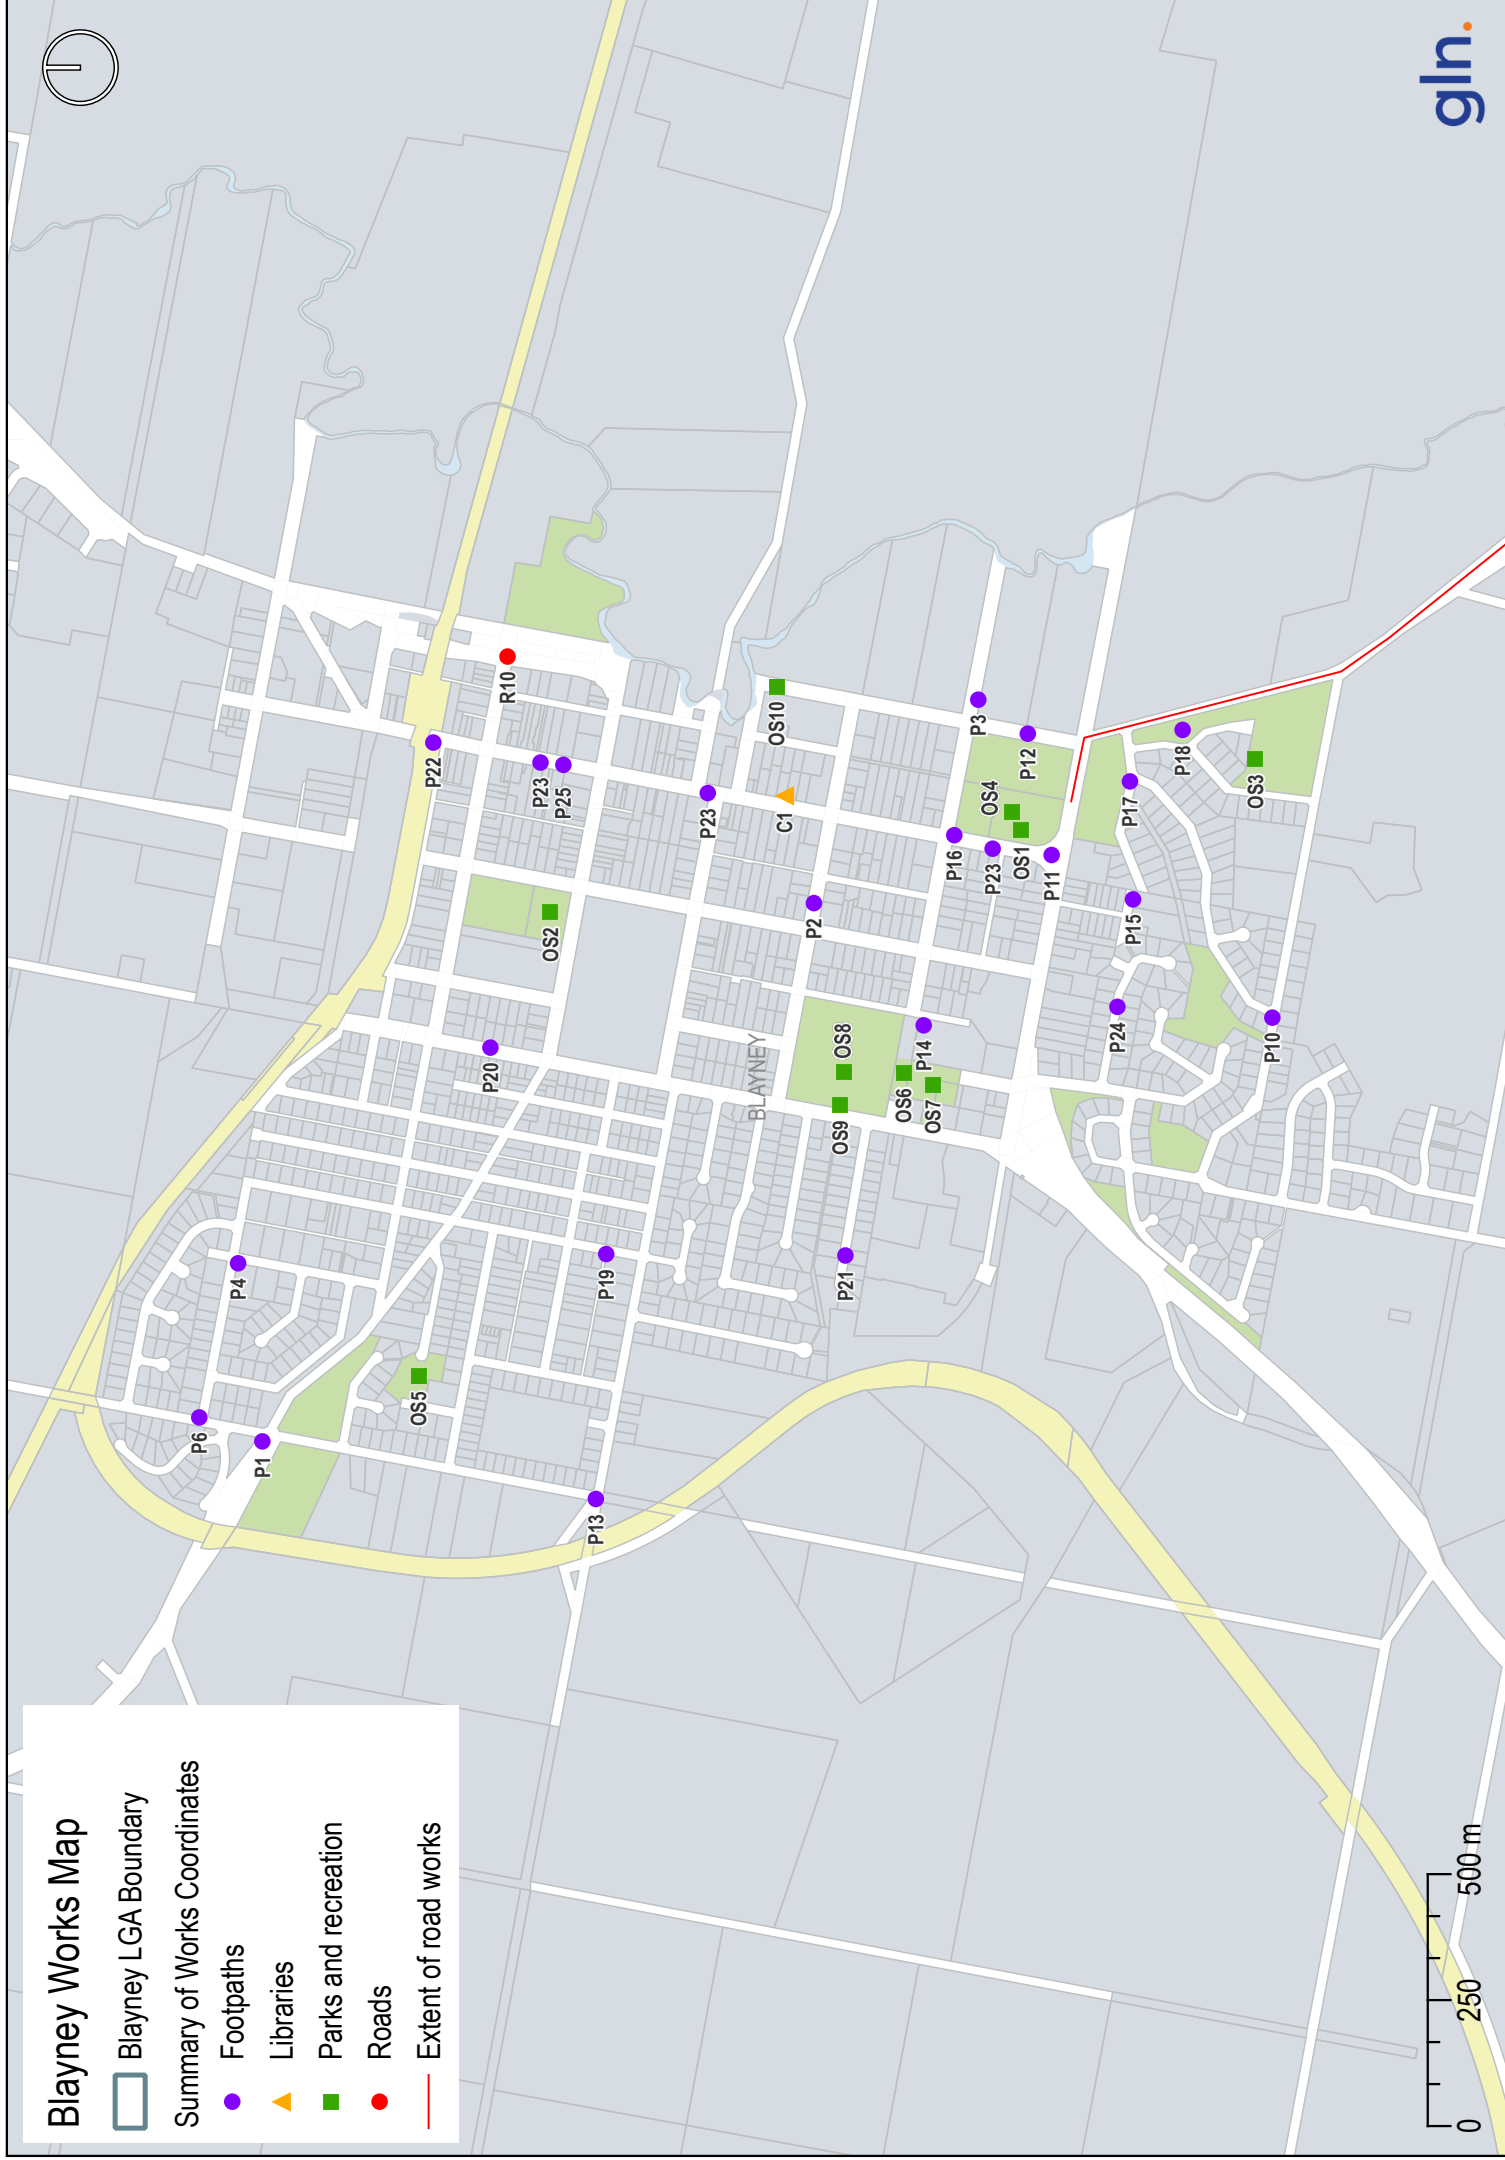 Blayney Works Map
Blayney LGA Boundary
Summary of Works Coordinates
Footpaths
Libraries
Parks and recreation
Roads
Extent of road works
P6
P1
P4
OS5
P13
P19
P20
P22
R10
P23
P25
OS2
P23
OS10
C1
P2
BLAYNEY
OS8
OS9
OS6
OS7
P14
P21
P3
P12
OS4
OS1
P16
P23
P11
P17
P18
OS3
P15
P24
P10
0 250 500 m
gln.